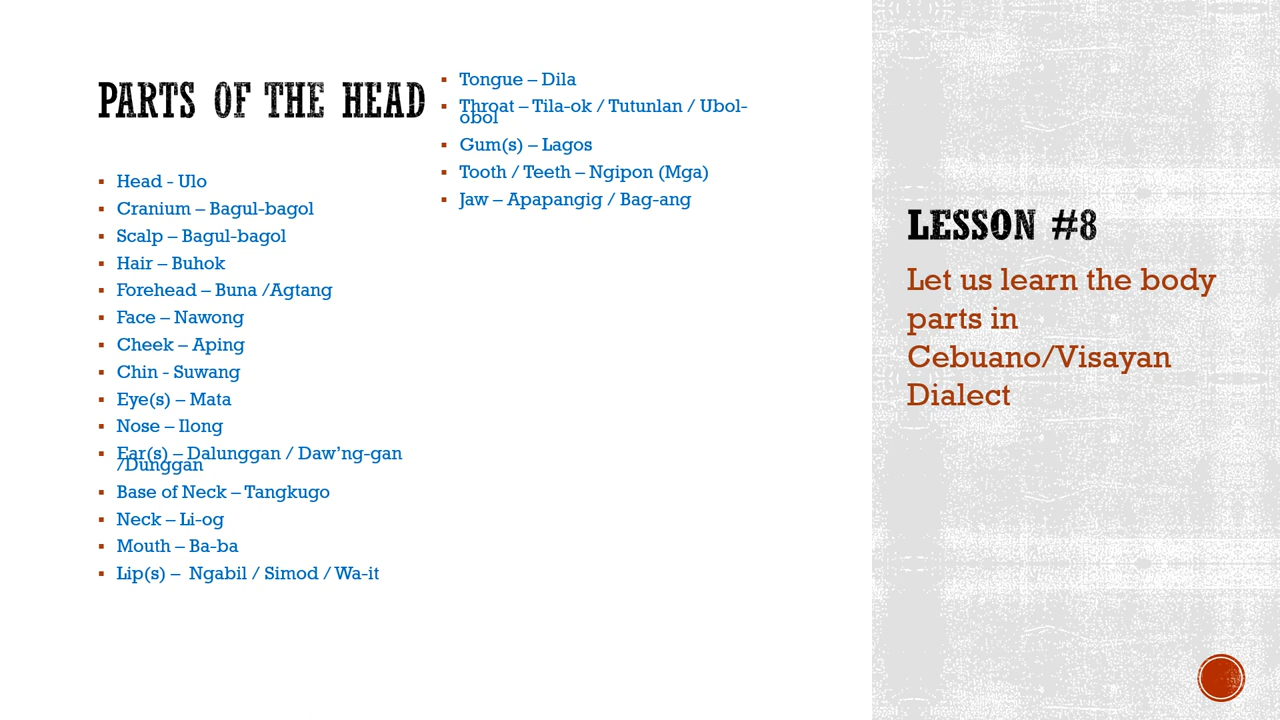 PARTS OF THE HEAD
Head - Ulo
Cranium – Bagul-bagol
Scalp – Bagul-bagol
Hair – Buhok
Forehead – Buna /Agtang
Face – Nawong
Cheek – Aping
Chin - Suwang
Eye(s) – Mata
Nose – Ilong
Ear(s) – Dalunggan / Daw’ng-gan
/Dunggan
Base of Neck – Tangkugo
Neck – Li-og
Mouth – Ba-ba
Lip(s) – Ngabil / Simod / Wa-it
Tongue – Dila
Throat – Tila-ok / Tutunlan / Ubol-
obol
Gum(s) – Lagos
Tooth / Teeth – Ngipon (Mga)
Jaw – Apapangig / Bag-ang
LESSON #8
Let us learn the body
parts in
Cebuano/Visayan
Dialect